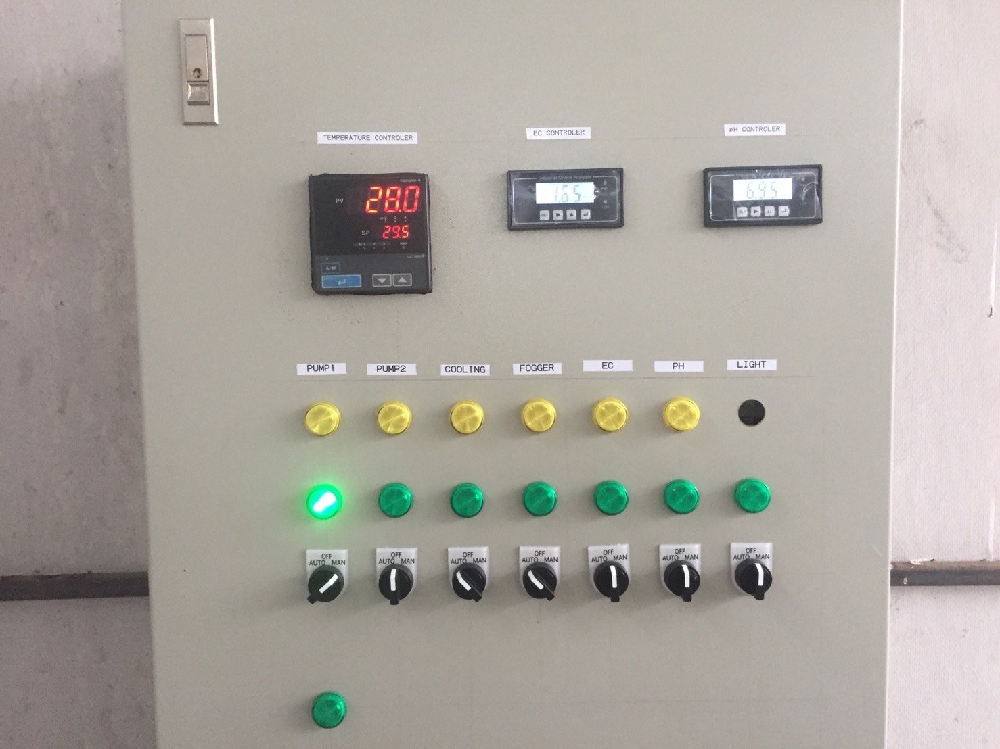 TEMPERATURE CONTROLER
EC CONTROLER
pH CONTROLER
YOKOGAWA
PV 28.0
SP 29.5
A/M
Industrial Online Analyzer
1.65
SET
6.95
PUMP1
PUMP2
COOLING
FOGGER
EC
PH
LIGHT
OFF
AUTO MAN
OFF
AUTO MAN
OFF
AUTO MAN
OFF
AUTO MAN
OFF
AUTO MAN
OFF
AUTO MAN
OFF
AUTO MAN